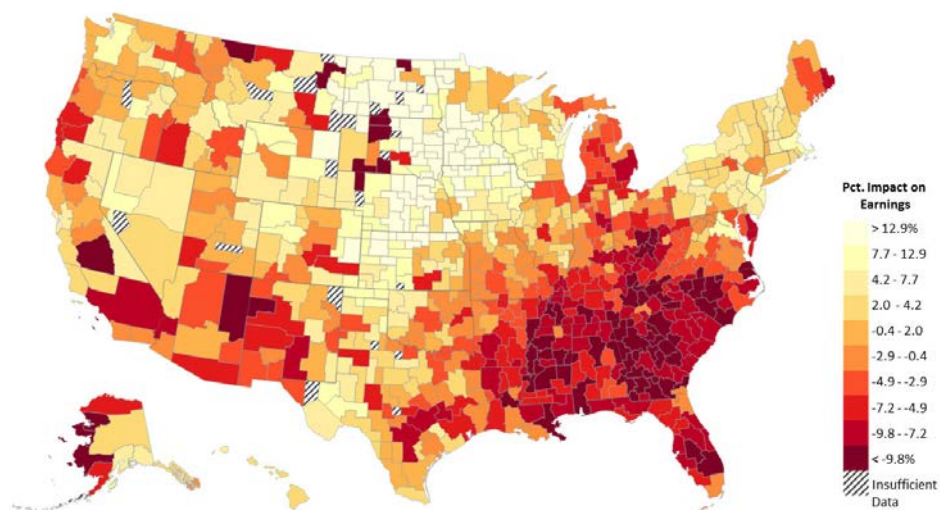 Pct. Impact on
Earnings
> 12.9%
7.7 - 12.9
4.2 - 7.7
2.0 - 4.2
-0.4 - 2.0
-2.9 - -0.4
-4.9 - -2.9
-7.2 - -4.9
-9.8 - -7.2
< -9.8%
Insufficient
Data